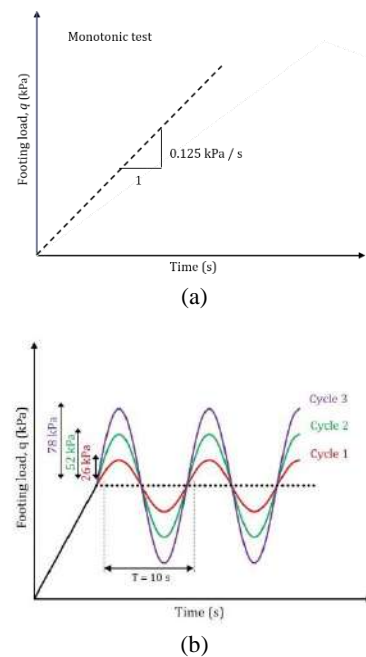 Monotonic test
Footing load, q (kPa)
0.125 kPa / s
1
Time (s)
(a)
Footing load, q (kPa)
78 kPa
52 kPa
26 kPa
Cycle 3
Cycle 2
Cycle 1
T = 10 s
Time (s)
(b)